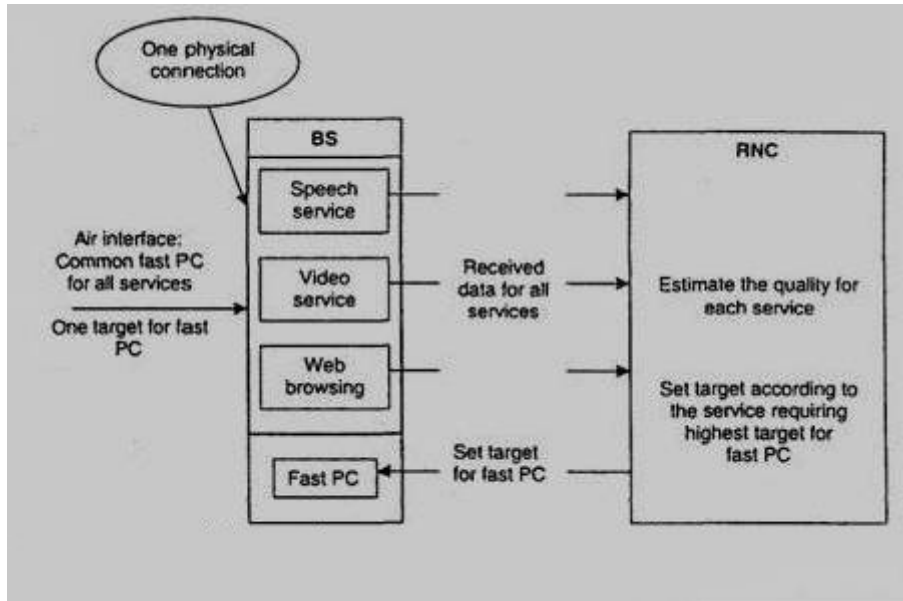 One physical
connection
BS
RNC
Speech
service
Air interface:
Common fast PC
for all services
One target for fast
PC
Video
service
Received
data for all
services
Estimate the quality for
each service
Web
browsing
Set target according to
the service requiring
highest target for
fast PC
Set target
for fast PC
Fast PC